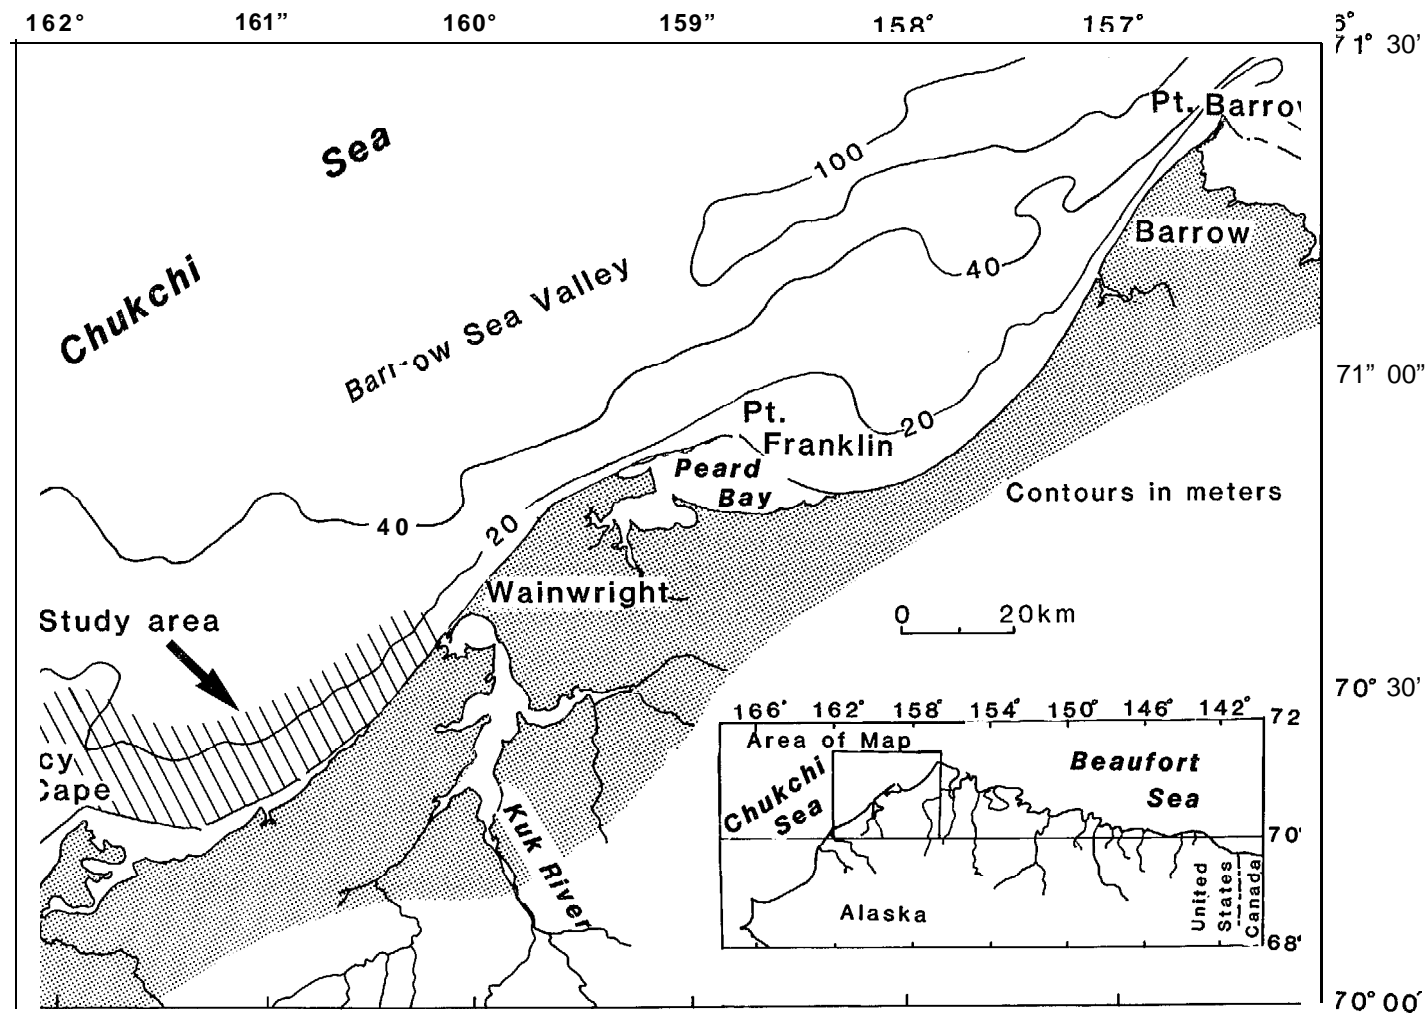 162° 161” 160° 159” 158° 157° 6°
71° 30'
Pt. Barrow
Sea
100
Barrow
Chukchi
40
Barrow Sea Valley
71” 00”
Pt.
Franklin
20
Peard
Bay
Contours in meters
40
20
Wainwright
0 20km
Study area
70° 30'
cy
Cape
Kuk River
166° 162° 158° 154° 150° 146° 142° 72
Area of Map
Chukchi
Sea
Beaufort
Sea
70'
Alaska
United
States
Canada
68'
70° 00'